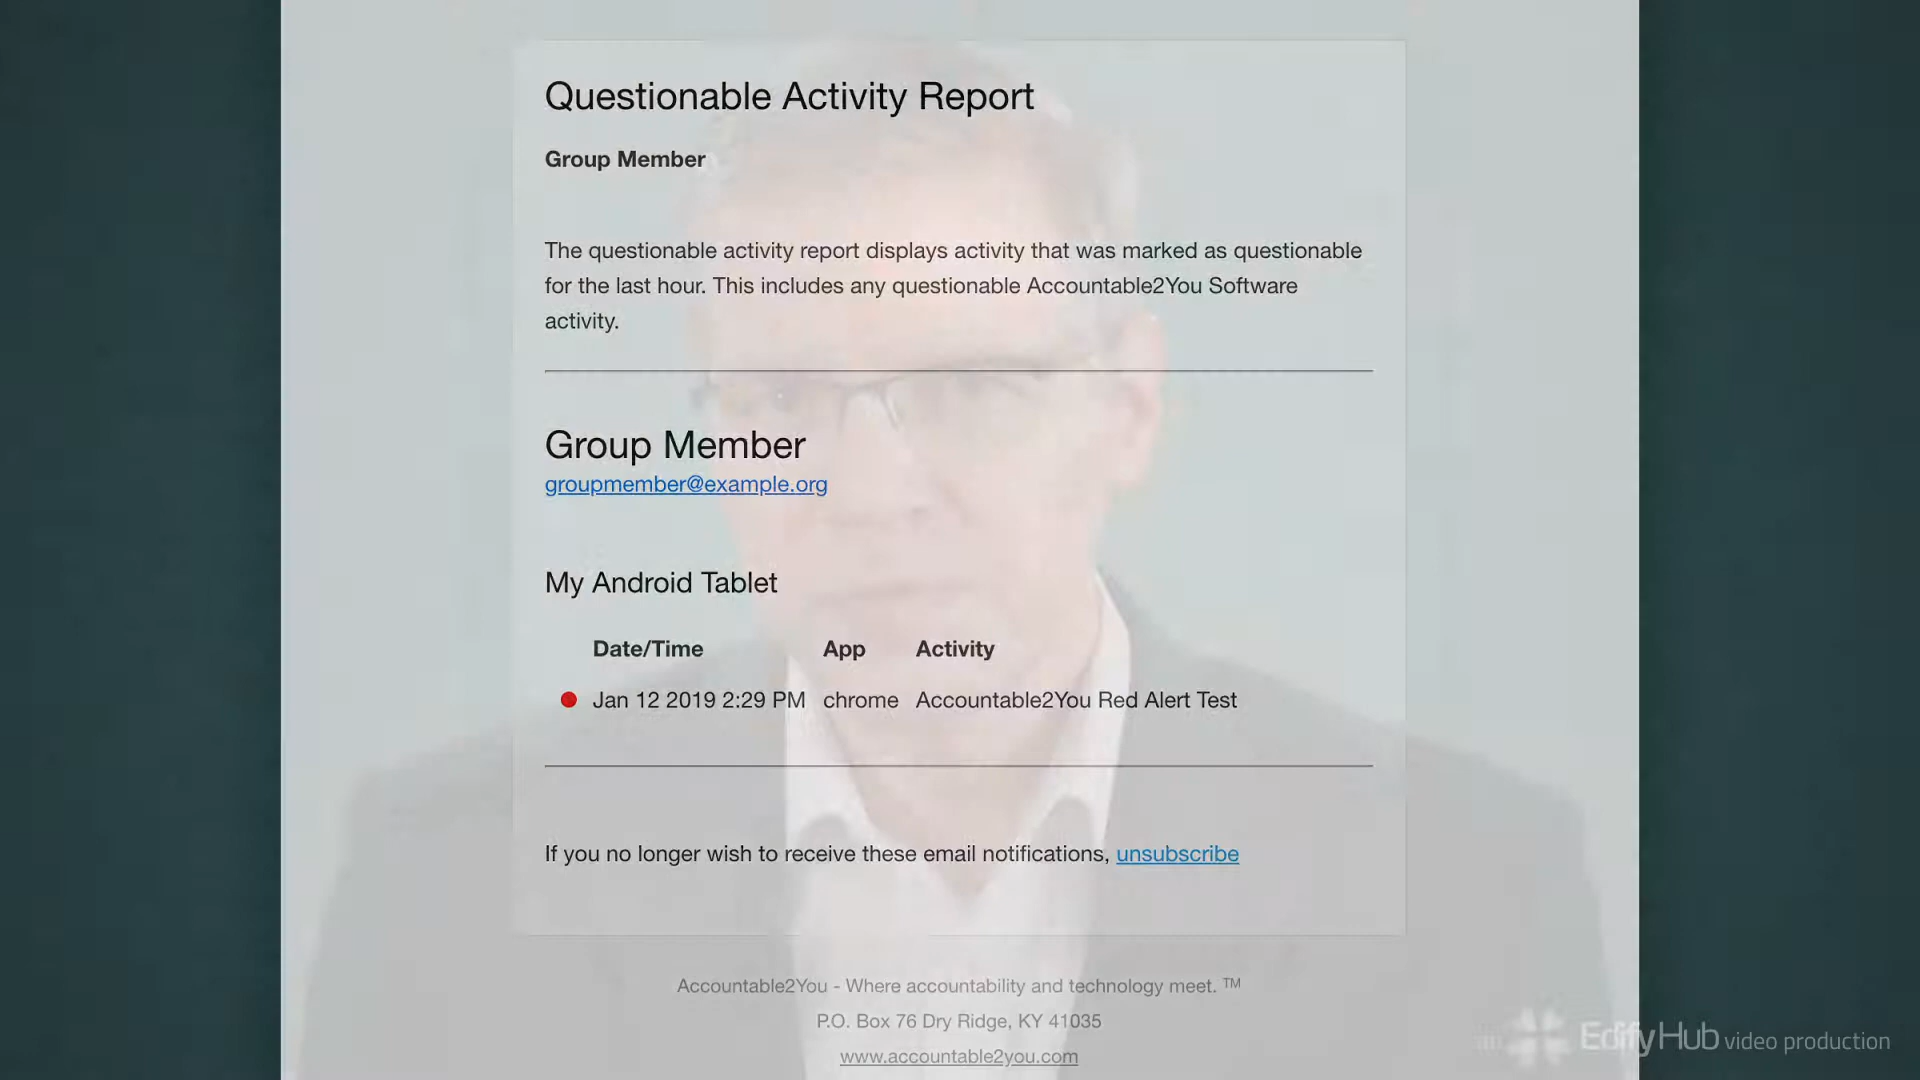 Questionable Activity Report
Group Member
The questionable activity report displays activity that was marked as questionable
for the last hour. This includes any questionable Accountable2You Software
activity.
Group Member
groupmember@example.org
My Android Tablet
Date/Time App Activity
Jan 12 2019 2:29 PM chrome Accountable2You Red Alert Test
If you no longer wish to receive these email notifications, unsubscribe
Accountable2You - Where accountability and technology meet. ™
P.O. Box 76 Dry Ridge, KY 41035
www.accountable2you.com
an EdifyHub video production